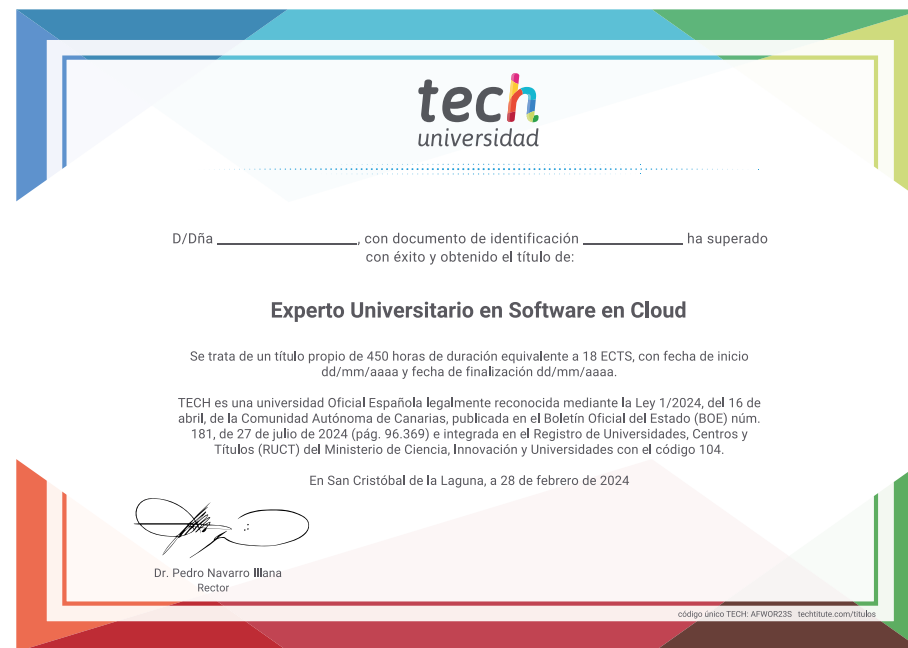 tech
universidad
D/Dña ________________, con documento de identificación ____________ ha superado
con éxito y obtenido el título de:
Experto Universitario en Software en Cloud
Se trata de un título propio de 450 horas de duración equivalente a 18 ECTS, con fecha de inicio
dd/mm/aaaa y fecha de finalización dd/mm/aaaa.
TECH es una universidad Oficial Española legalmente reconocida mediante la Ley 1/2024, del 16 de
abril, de la Comunidad Autónoma de Canarias, publicada en el Boletín Oficial del Estado (BOE) núm.
181, de 27 de julio de 2024 (pág. 96.369) e integrada en el Registro de Universidades, Centros y
Títulos (RUCT) del Ministerio de Ciencia, Innovación y Universidades con el código 104.
En San Cristóbal de la Laguna, a 28 de febrero de 2024
Dr. Pedro Navarro Illana
Rector
código único TECH: AFWOR23S techtitute.com/titulos